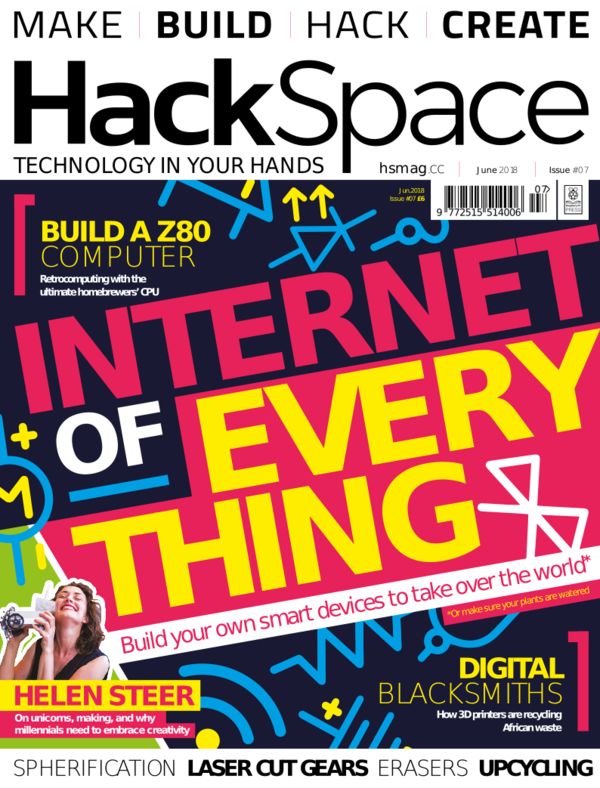 MAKE BUILD HACK CREATE
HackSpace
TECHNOLOGY IN YOUR HANDS
hsmag.cc June 2018 Issue #07
Jun.2018
Issue #07 £6
07
9 772515 514006
BUILD A Z80
COMPUTER
Retrocomputing with the
ultimate homebrewers' CPU
INTERNET
OF EVERY
THING
Build your own smart devices to take over the world*
*Or make sure your plants are watered
M
HELEN STEER
On unicorns, making, and why
millennials need to embrace creativity
DIGITAL
BLACKSMITHS
How 3D printers are recycling
African waste
SPHERIFICATION LASER CUT GEARS ERASERS UPCYCLING